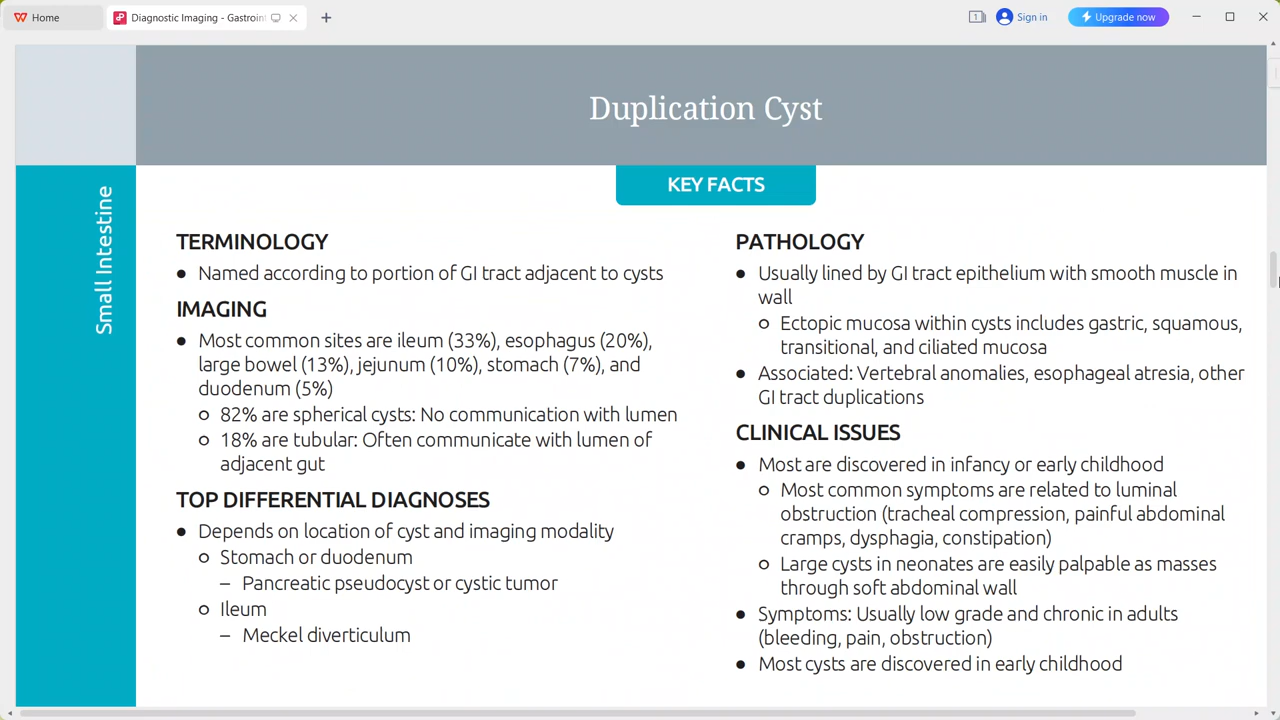 Home
Diagnostic Imaging - Gastroint
1
Sign in
Upgrade now
Duplication Cyst
Small Intestine
KEY FACTS
TERMINOLOGY
● Named according to portion of GI tract adjacent to cysts
IMAGING
● Most common sites are ileum (33%), esophagus (20%),
large bowel (13%), jejunum (10%), stomach (7%), and
duodenum (5%)
○ 82% are spherical cysts: No communication with lumen
○ 18% are tubular: Often communicate with lumen of
adjacent gut
TOP DIFFERENTIAL DIAGNOSES
● Depends on location of cyst and imaging modality
○ Stomach or duodenum
– Pancreatic pseudocyst or cystic tumor
○ Ileum
– Meckel diverticulum
PATHOLOGY
● Usually lined by GI tract epithelium with smooth muscle in
wall
○ Ectopic mucosa within cysts includes gastric, squamous,
transitional, and ciliated mucosa
● Associated: Vertebral anomalies, esophageal atresia, other
GI tract duplications
CLINICAL ISSUES
● Most are discovered in infancy or early childhood
○ Most common symptoms are related to luminal
obstruction (tracheal compression, painful abdominal
cramps, dysphagia, constipation)
○ Large cysts in neonates are easily palpable as masses
through soft abdominal wall
● Symptoms: Usually low grade and chronic in adults
(bleeding, pain, obstruction)
● Most cysts are discovered in early childhood